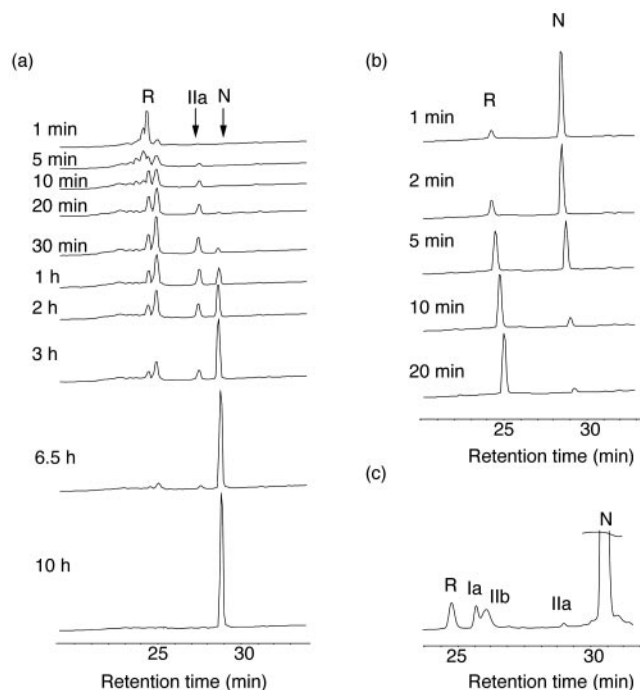 (a)
R IIa N
1 min
5 min
10 min
20 min
30 min
1 h
2 h
3 h
6.5 h
10 h
25 30
Retention time (min)
(b)
N
R
1 min
2 min
5 min
10 min
20 min
25 30
Retention time (min)
(c)
N
R Ia IIb IIa
25 30
Retention time (min)